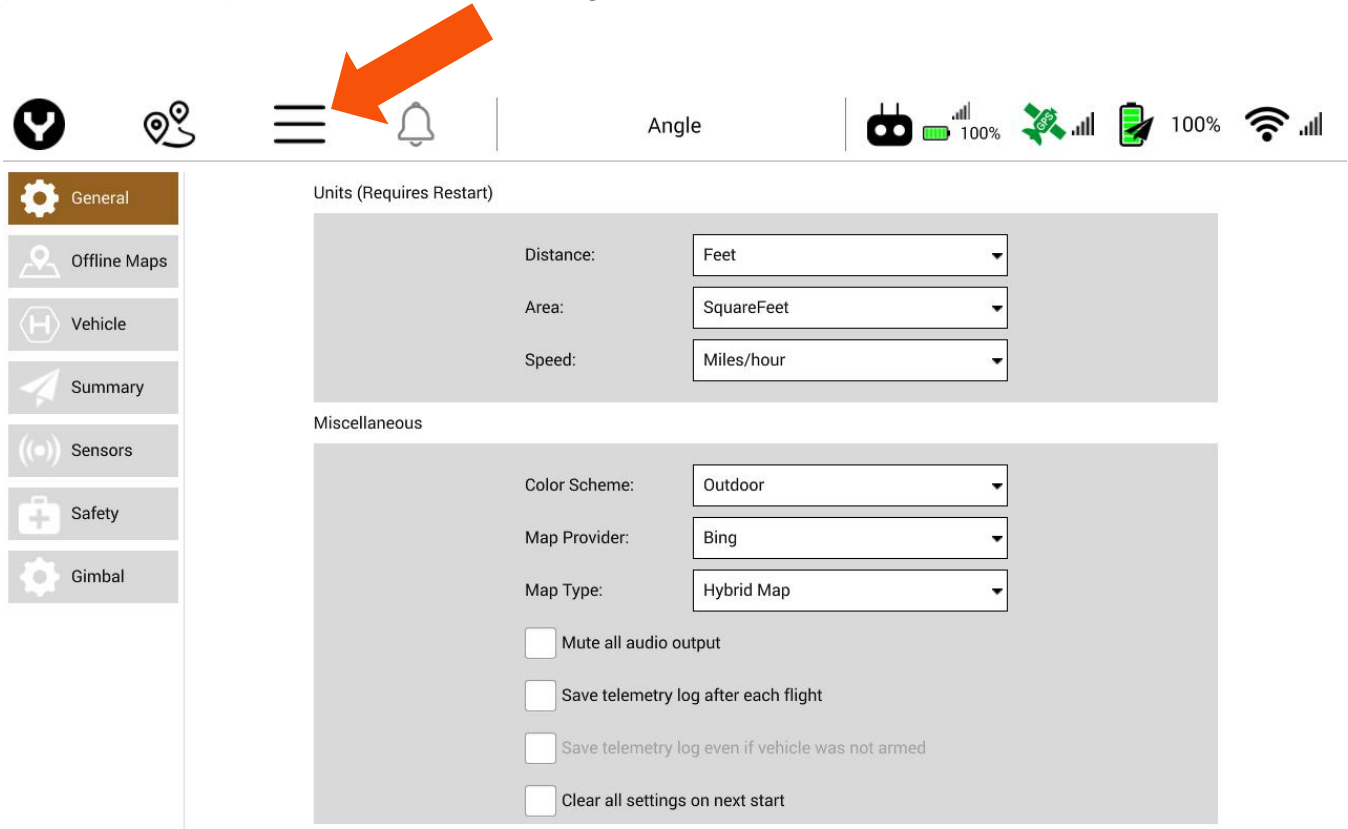 Angle
100%
GPS
100%
General
Offline Maps
Vehicle
Summary
Sensors
Safety
Gimbal
Units (Requires Restart)
Distance: Feet
Area: SquareFeet
Speed: Miles/hour
Miscellaneous
Color Scheme: Outdoor
Map Provider: Bing
Map Type: Hybrid Map
Mute all audio output
Save telemetry log after each flight
Save telemetry log even if vehicle was not armed
Clear all settings on next start